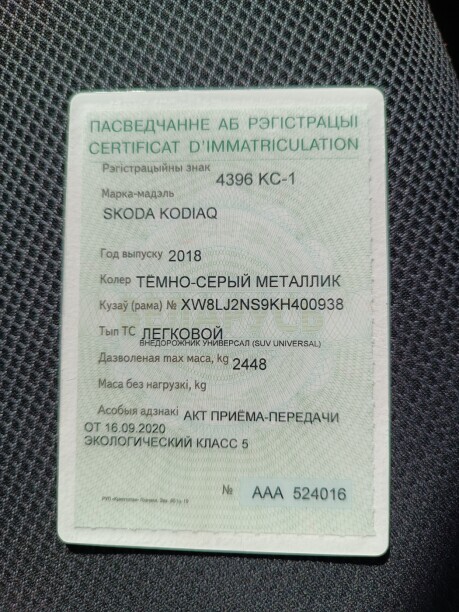 ПАСВЕДЧАННЕ АБ РЭГІСТРАЦЫІ
CERTIFICAT D'IMMATRICULATION
Рэгістрацыйны знак 4396 KC-1
Марка-мадэль
SKODA KODIAQ
Год выпуску 2018
Колер ТЁМНО-СЕРЫЙ МЕТАЛЛИК
Кузаў (рама) № XW8LJ2NS9KH400938
Тып ТС ЛЕГКОВОЙ
ВНЕДОРОЖНИК УНИВЕРСАЛ (SUV UNIVERSAL)
Дазволеная max маса, kg 2448
Маса без нагрузкі, kg
Асобыя адзнакі АКТ ПРИЁМА-ПЕРЕДАЧИ
ОТ 16.09.2020
ЭКОЛОГИЧЕСКИЙ КЛАСС 5
№ AAA 524016